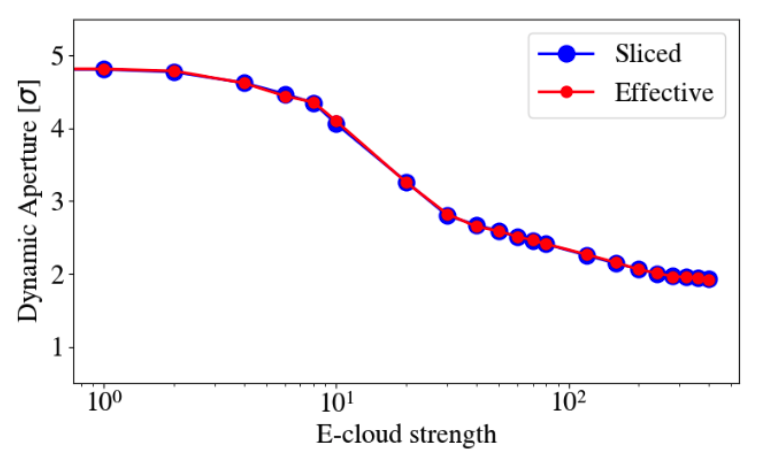 5
4
3
2
1
Dynamic Aperture [σ]
Sliced
Effective
10⁰
10¹
10²
E-cloud strength